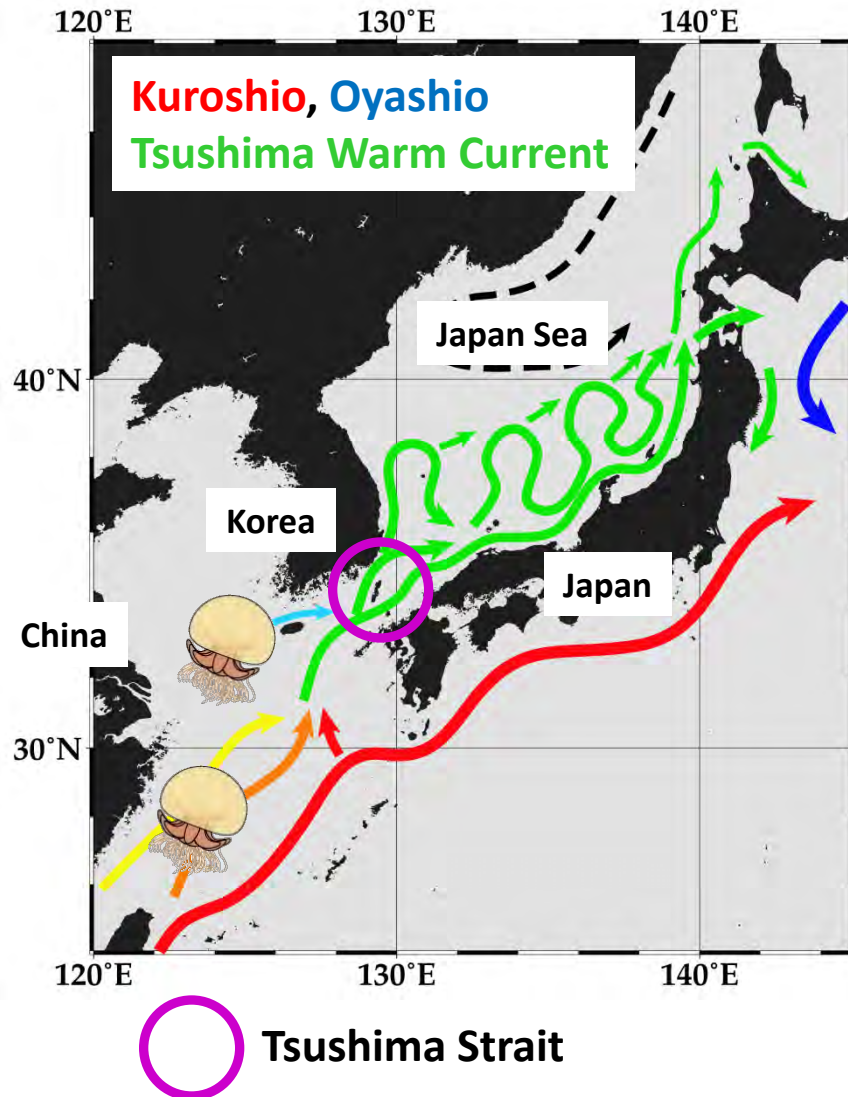 120°E
130°E
140°E
Kuroshio, Oyashio
Tsushima Warm Current
Japan Sea
40°N
Korea
Japan
China
30°N
120°E
130°E
140°E
Tsushima Strait